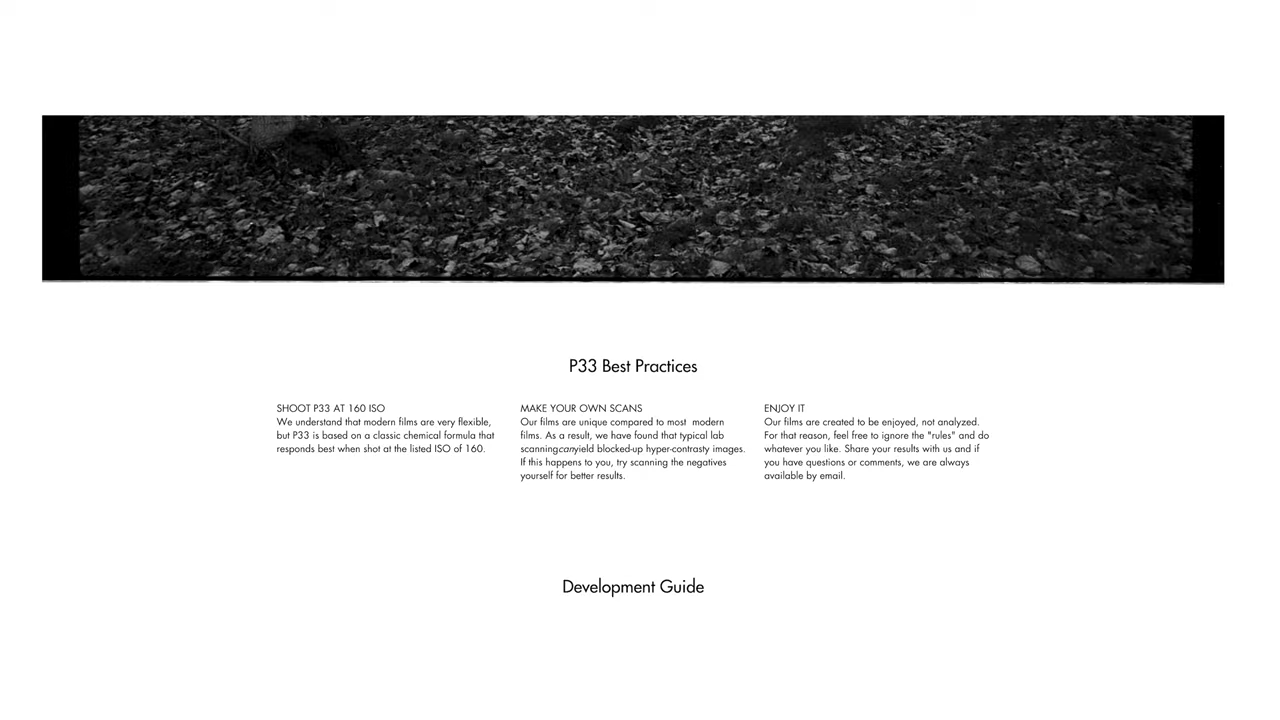 P33 Best Practices
SHOOT P33 AT 160 ISO
We understand that modern films are very flexible,
but P33 is based on a classic chemical formula that
responds best when shot at the listed ISO of 160.
MAKE YOUR OWN SCANS
Our films are unique compared to most  modern
films. As a result, we have found that typical lab
scanningcanyield blocked-up hyper-contrasty images.
If this happens to you, try scanning the negatives
yourself for better results.
ENJOY IT
Our films are created to be enjoyed, not analyzed.
For that reason, feel free to ignore the "rules" and do
whatever you like. Share your results with us and if
you have questions or comments, we are always
available by email.
Development Guide